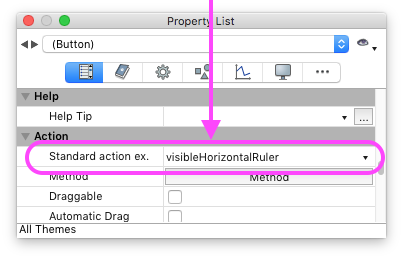 Property List
(Button)
Help
Help Tip
...
Action
Standard action ex. visibleHorizontalRuler
Method Method
Draggable
Automatic Drag
All Themes